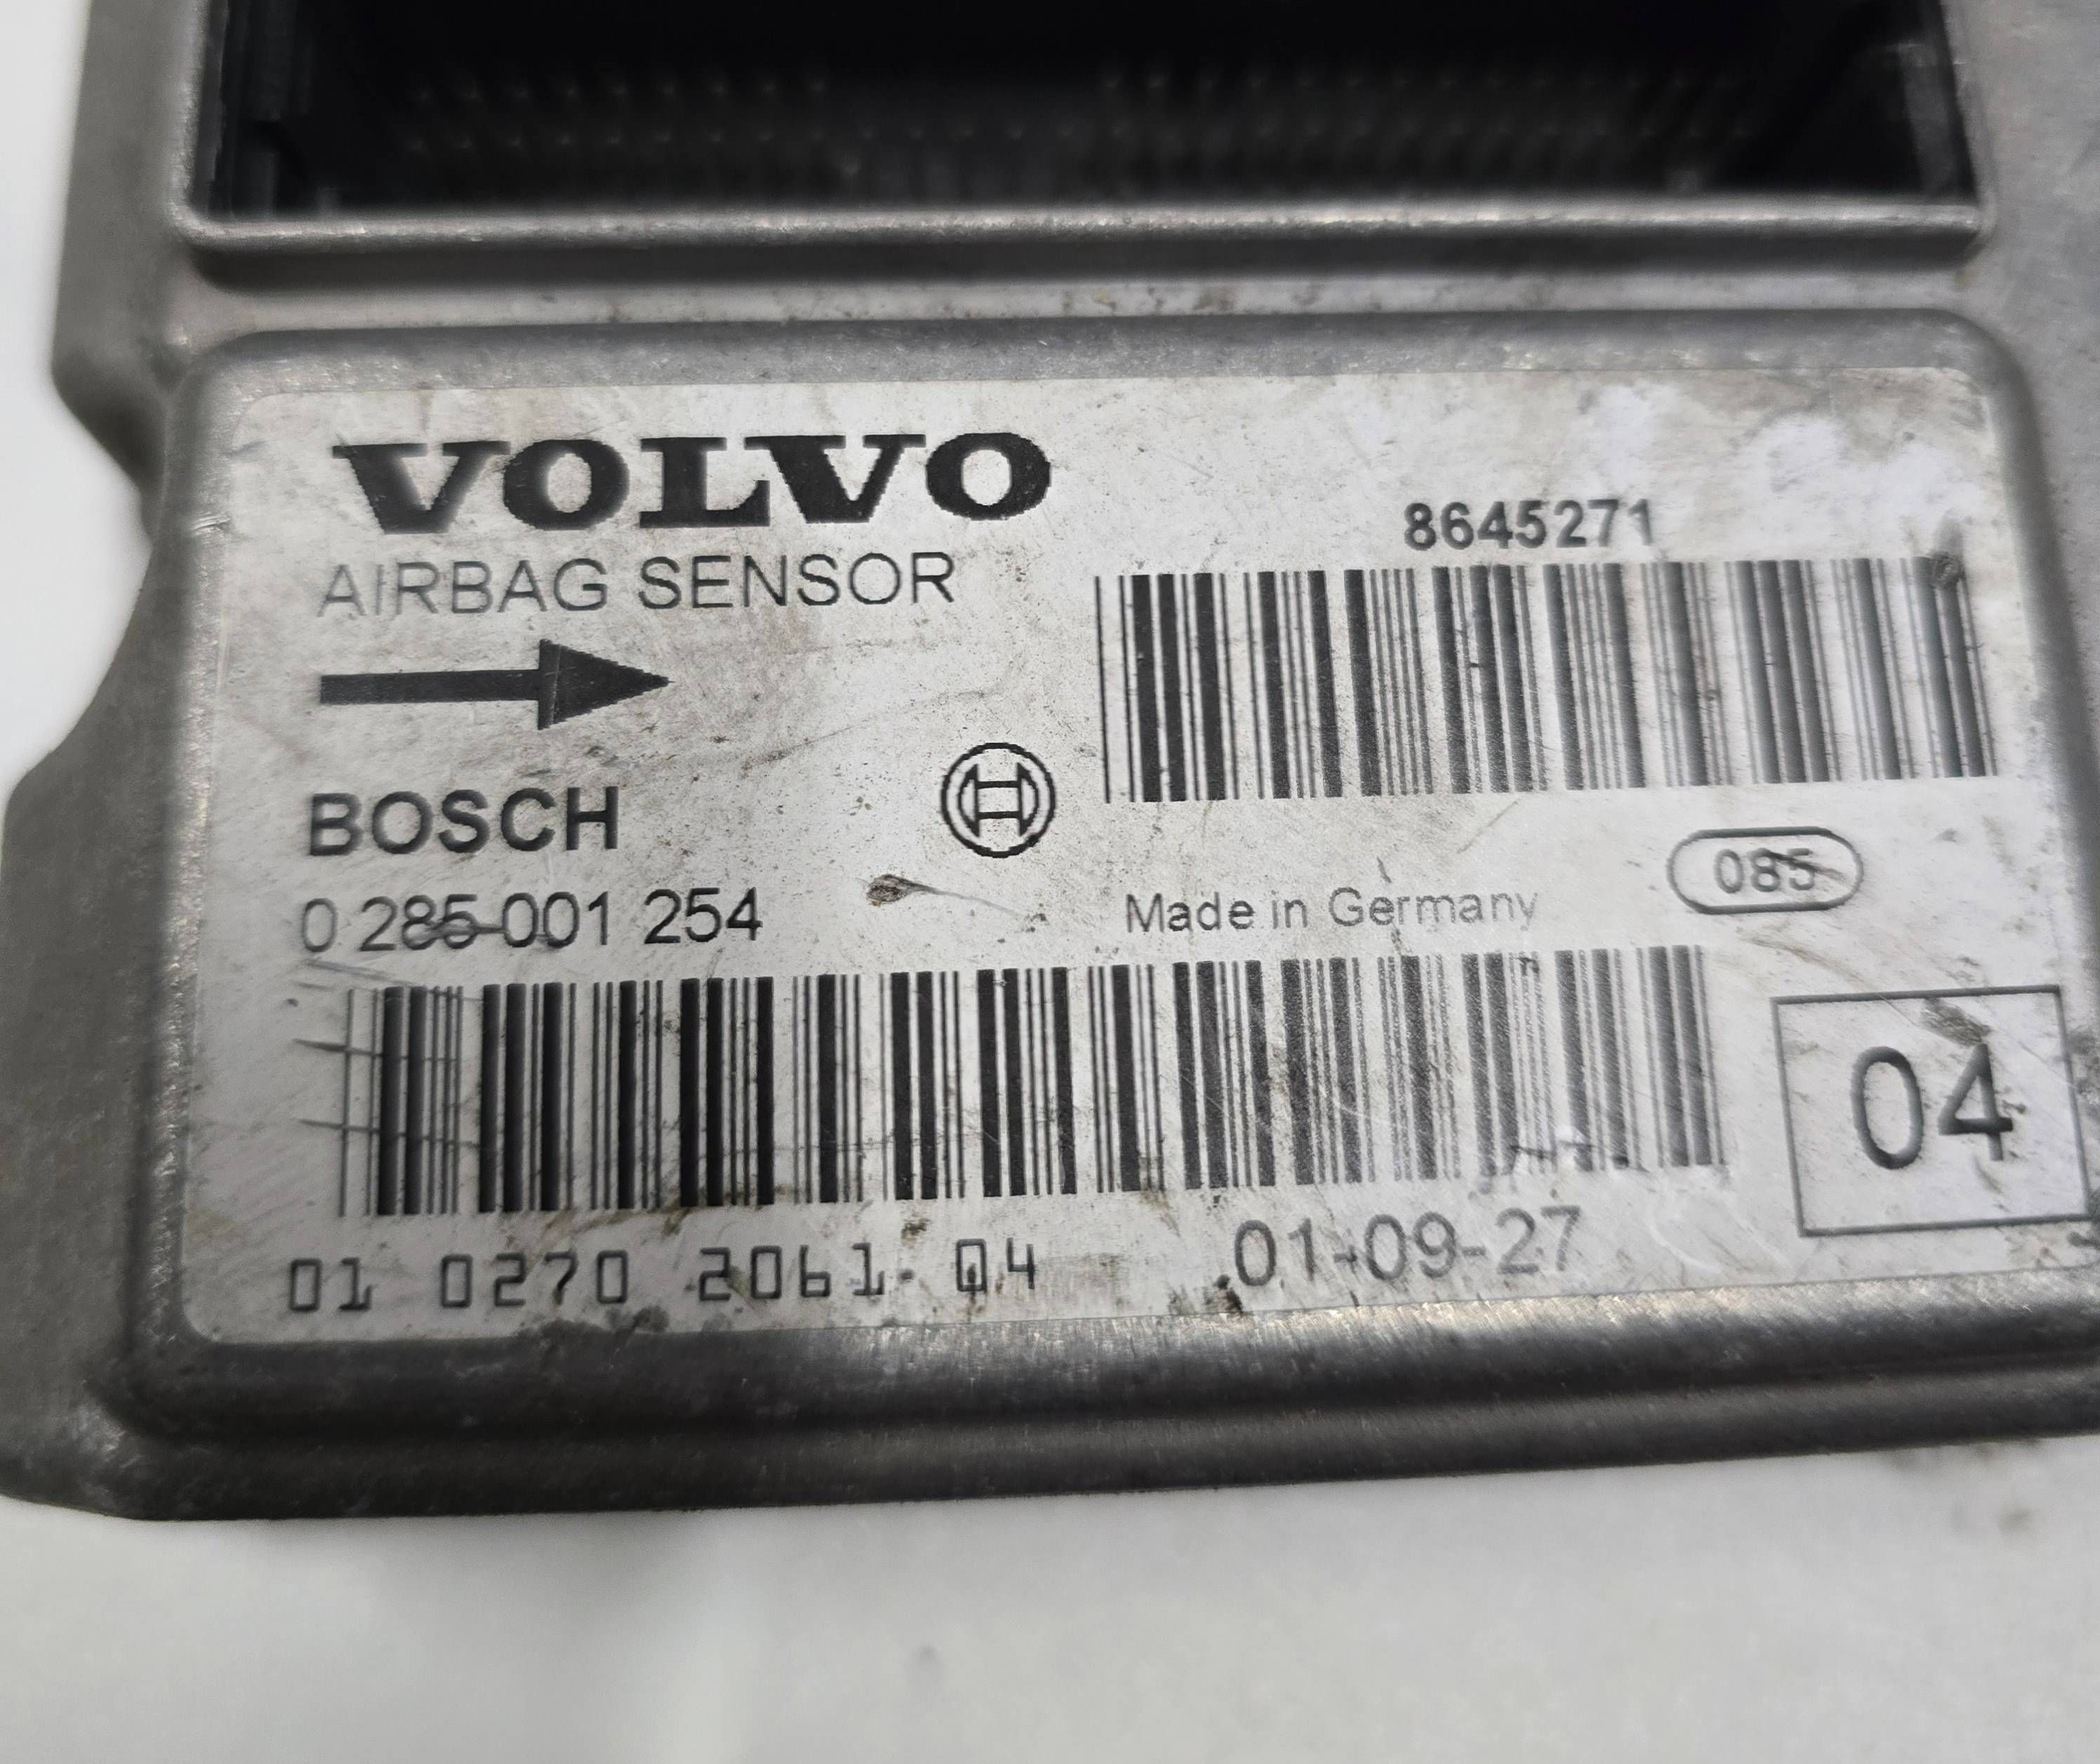 VOLVO
AIRBAG SENSOR
8645271
BOSCH
0 285 001 254
Made in Germany
085
04
01 0270 2061 04
01-09-27